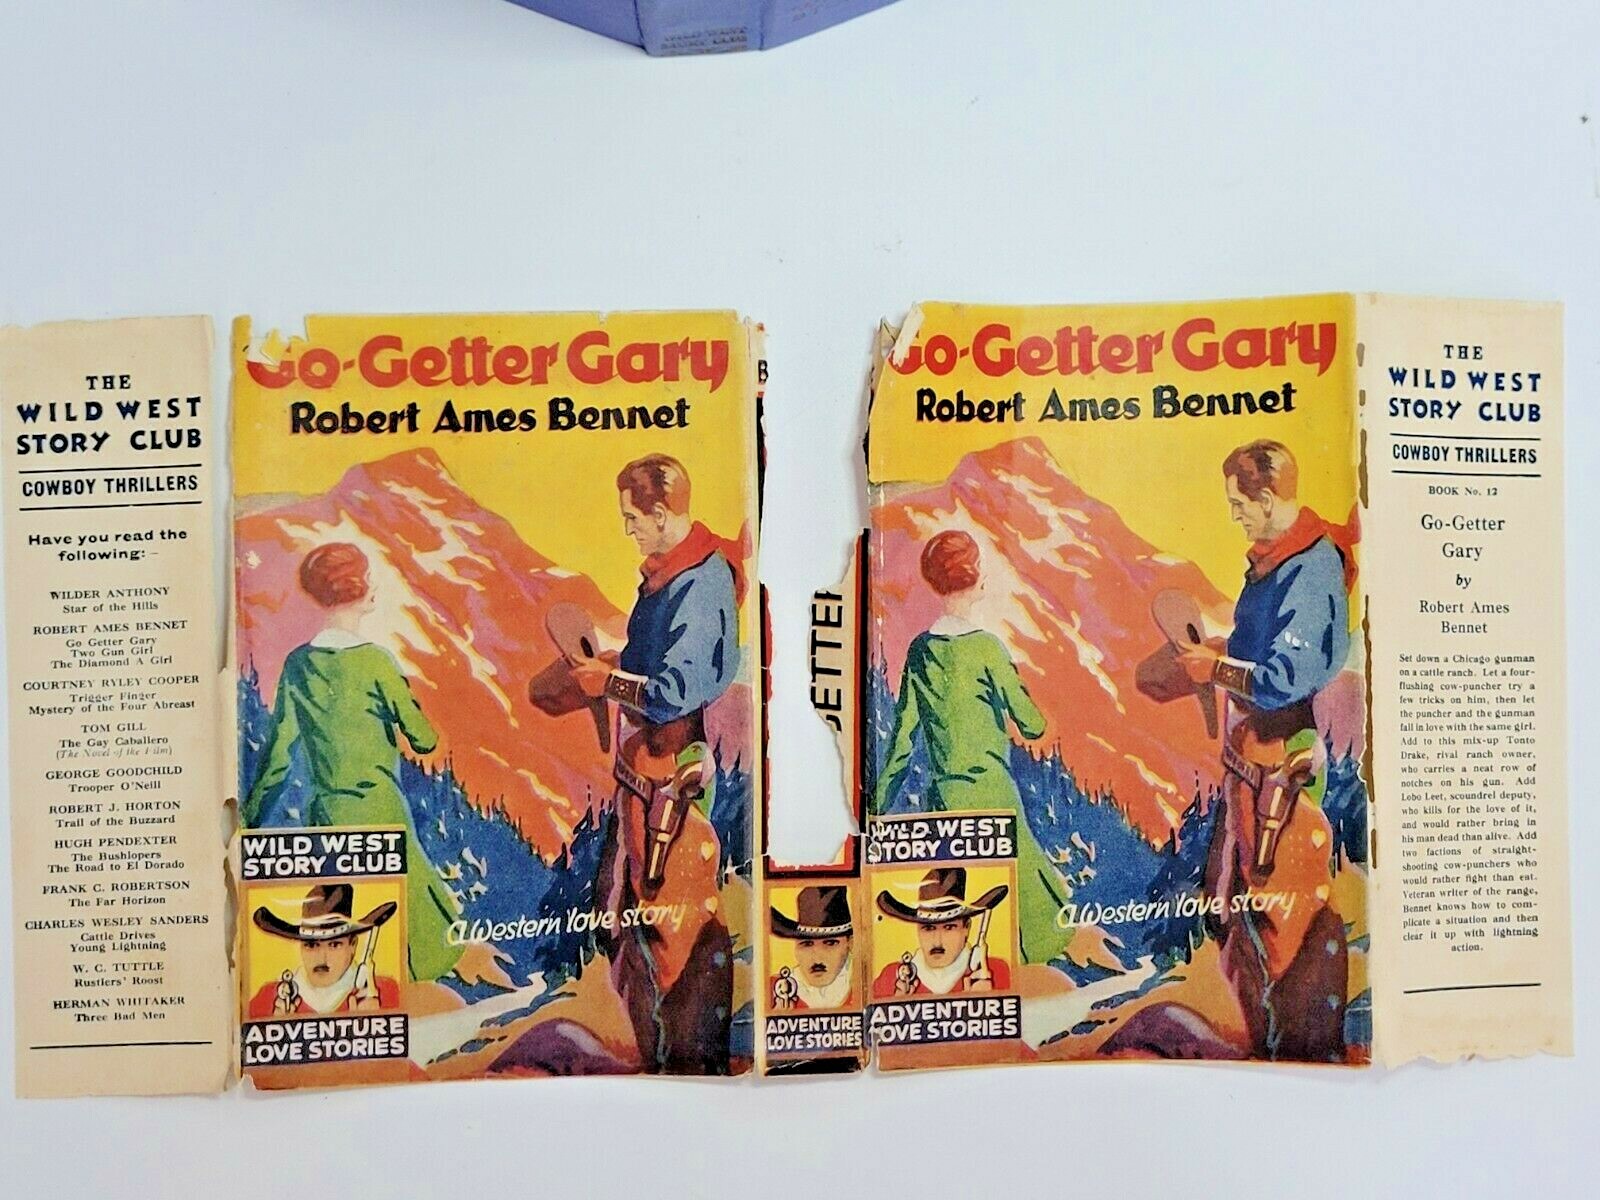 WILD WEST
THE
WILD WEST
STORY CLUB
COWBOY THRILLERS
Have you read the
following:-
WILDER ANTHONY
Star of the Hills
ROBERT AMES BENNET
Go Getter Gary
Two Gun Girl
The Diamond A Girl
COURTNEY RYLEY COOPER
Trigger Finger
Mystery of the Four Abreast
TOM GILL
The Gay Caballero
(The Novel of the Film)
GEORGE GOODCHILD
Trooper O'Neill
ROBERT J. HORTON
Trail of the Buzzard
HUGH PENDEXTER
The Bushlopers
The Road to El Dorado
FRANK C. ROBERTSON
The Far Horizon
CHARLES WESLEY SANDERS
Cattle Drives
Young Lightning
W. C. TUTTLE
Rustlers' Roost
HERMAN WHITAKER
Three Bad Men
Go-Getter Gary
Robert Ames Bennet
WILD WEST
STORY CLUB
A Western love story
ADVENTURE
LOVE STORIES
B
GETTER
ADVENTURE
LOVE STORIES
Go-Getter Gary
Robert Ames Bennet
WILD WEST
STORY CLUB
A Western love story
ADVENTURE
LOVE STORIES
THE
WILD WEST
STORY CLUB
COWBOY THRILLERS
BOOK No. 12
Go-Getter
Gary
by
Robert Ames
Bennet
Set down a Chicago gunman
on a cattle ranch. Let a four-
flushing cow-puncher try a
few tricks on him, then let
the puncher and the gunman
fall in love with the same girl.
Add to this mix-up Tonto
Drake, rival ranch owner,
who carries a neat row of
notches on his gun. Add
Lobo Leet, scoundrel deputy,
who kills for the love of it,
and would rather bring in
his man dead than alive. Add
two factions of straight-
shooting cow-punchers who
would rather fight than eat.
Veteran writer of the range,
Bennet knows how to com-
plicate a situation and then
clear it up with lightning
action.